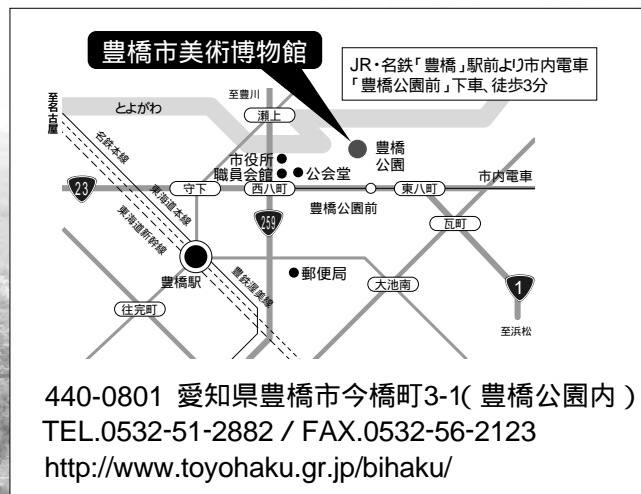 豊橋市美術博物館
JR・名鉄「豊橋」駅前より市内電車
「豊橋公園前」下車、徒歩3分
至名古屋
とよがわ
至豊川
瀬上
名鉄本線
市役所
職員会館
公会堂
豊橋
公園
23
守下
西八町
東八町
市内電車
東海道本線
東海道新幹線
259
豊橋公園前
瓦町
豊橋駅
豊鉄渥美線
郵便局
大池南
1
往完町
至浜松
440-0801 愛知県豊橋市今橋町3-1(豊橋公園内)
TEL.0532-51-2882 / FAX.0532-56-2123
http://www.toyohaku.gr.jp/bihaku/